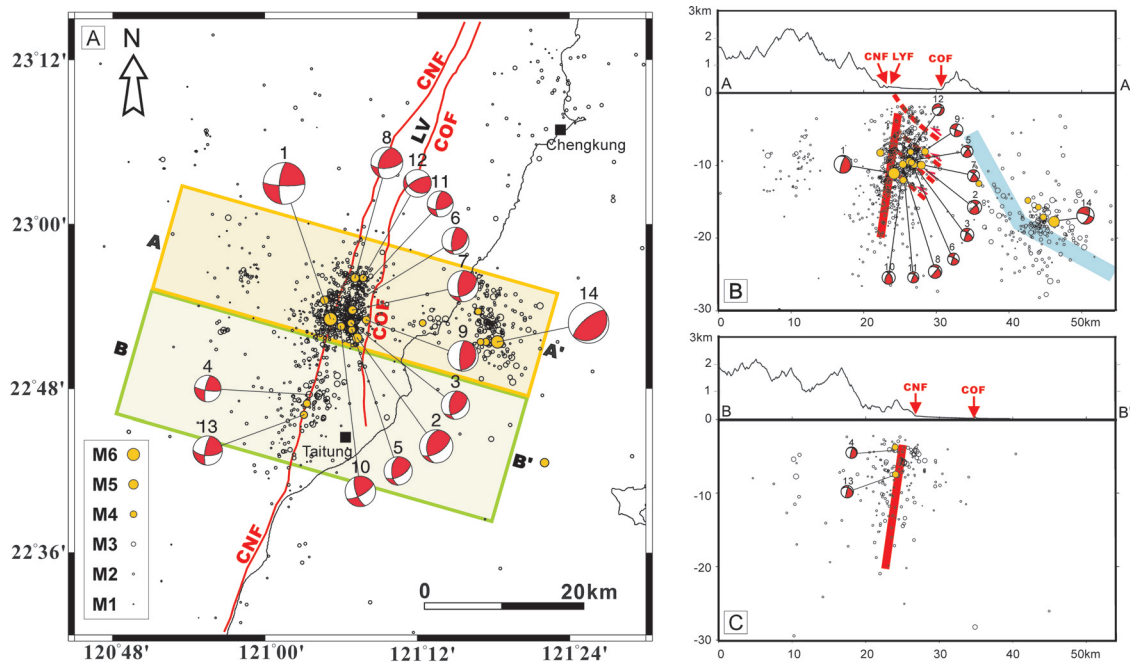 A
N
23°12'
23°00'
22°48'
22°36'
120°48'
121°00'
121°12'
121°24'
CNF
LV
COF
Chengkung
1
8
12
11
6
7
14
A
COF
9
A'
B
4
3
13
Taitung
2
5
10
B'
CNF
M6
M5
M4
M3
M2
M1
0 20km
3km
2
1
0
CNF LYF COF
A A
12
9
5
1
7
2
14
3
6
8
11
10
0
-10
-20
-30
B
0 10 20 30 40 50km
3km
2
1
0
CNF COF
B B'
4
13
-10
-20
-30
C
0 10 20 30 40 50km